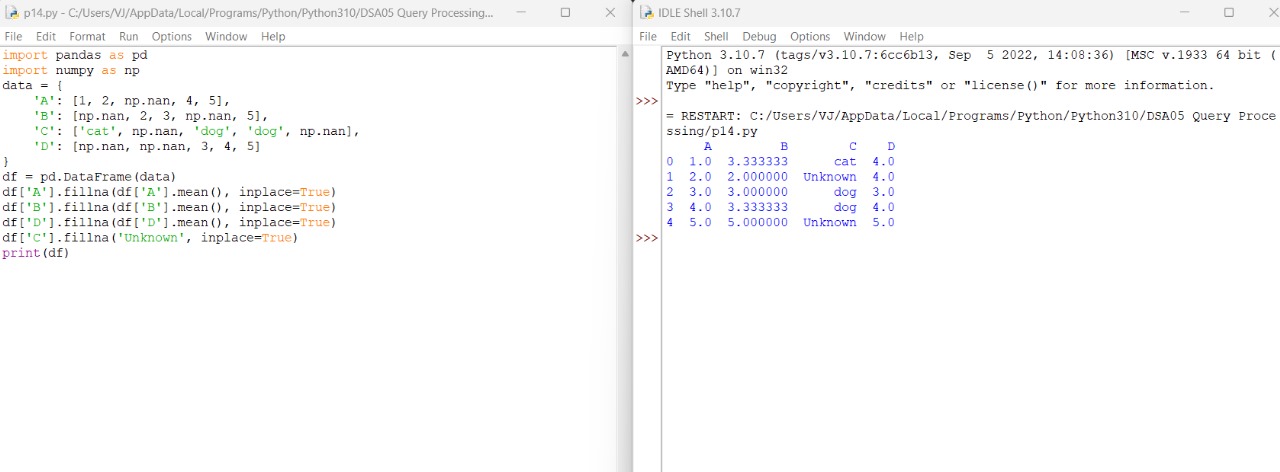 p14.py - C:/Users/VJ/AppData/Local/Programs/Python/Python310/DSA05 Query Processing...
File Edit Format Run Options Window Help
import pandas as pd
import numpy as np
data = {
    'A': [1, 2, np.nan, 4, 5],
    'B': [np.nan, 2, 3, np.nan, 5],
    'C': ['cat', np.nan, 'dog', 'dog', np.nan],
    'D': [np.nan, np.nan, 3, 4, 5]
}
df = pd.DataFrame(data)
df['A'].fillna(df['A'].mean(), inplace=True)
df['B'].fillna(df['B'].mean(), inplace=True)
df['D'].fillna(df['D'].mean(), inplace=True)
df['C'].fillna('Unknown', inplace=True)
print(df)
IDLE Shell 3.10.7
File Edit Shell Debug Options Window Help
Python 3.10.7 (tags/v3.10.7:6cc6b13, Sep  5 2022, 14:08:36) [MSC v.1933 64 bit (
AMD64)] on win32
Type "help", "copyright", "credits" or "license()" for more information.
>>>
= RESTART: C:/Users/VJ/AppData/Local/Programs/Python/Python310/DSA05 Query Proce
ssing/p14.py
     A         B        C    D
0  1.0  3.333333      cat  4.0
1  2.0  2.000000  Unknown  4.0
2  3.0  3.000000      dog  3.0
3  4.0  3.333333      dog  4.0
4  5.0  5.000000  Unknown  5.0
>>>